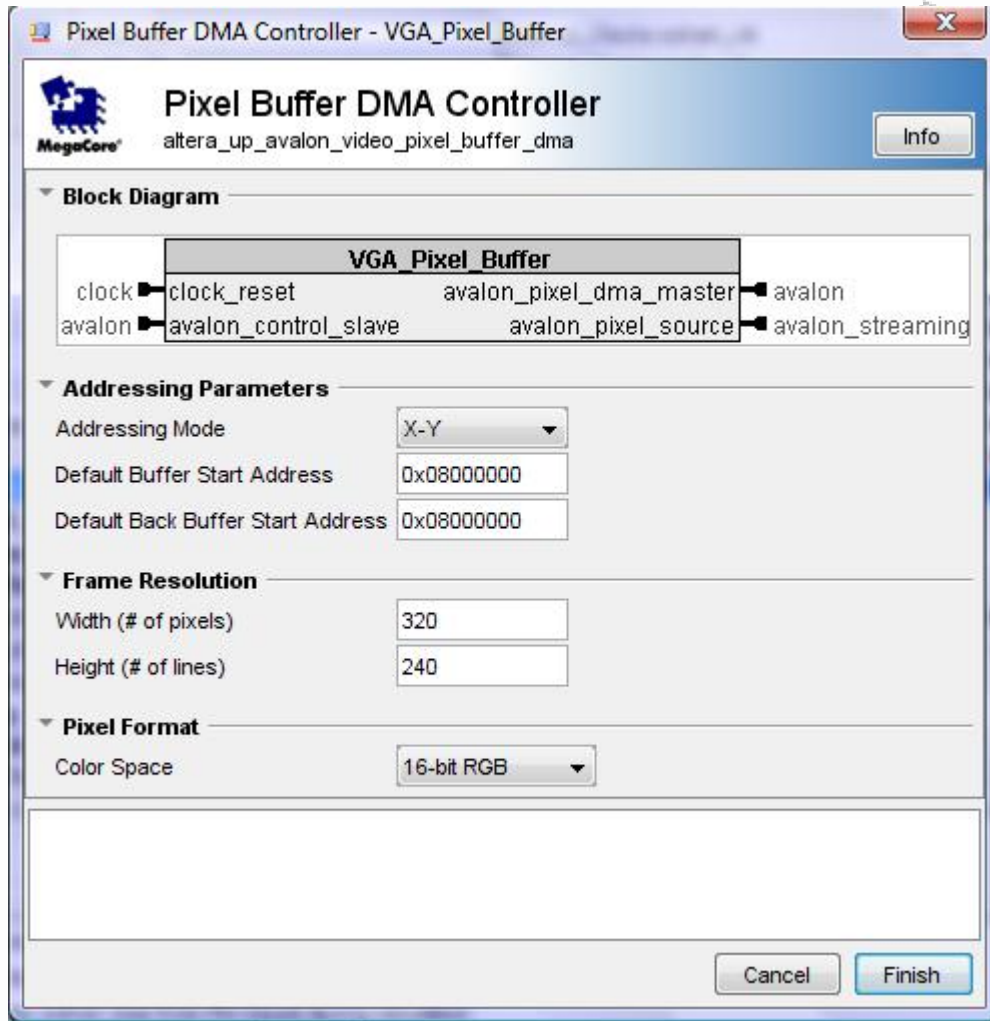 Pixel Buffer DMA Controller - VGA_Pixel_Buffer
Pixel Buffer DMA Controller
MegaCore®
altera_up_avalon_video_pixel_buffer_dma
Info
Block Diagram
VGA_Pixel_Buffer
clock clock_reset avalon_pixel_dma_master avalon
avalon avalon_control_slave avalon_pixel_source avalon_streaming
Addressing Parameters
Addressing Mode X-Y
Default Buffer Start Address 0x08000000
Default Back Buffer Start Address 0x08000000
Frame Resolution
Width (# of pixels) 320
Height (# of lines) 240
Pixel Format
Color Space 16-bit RGB
Cancel Finish